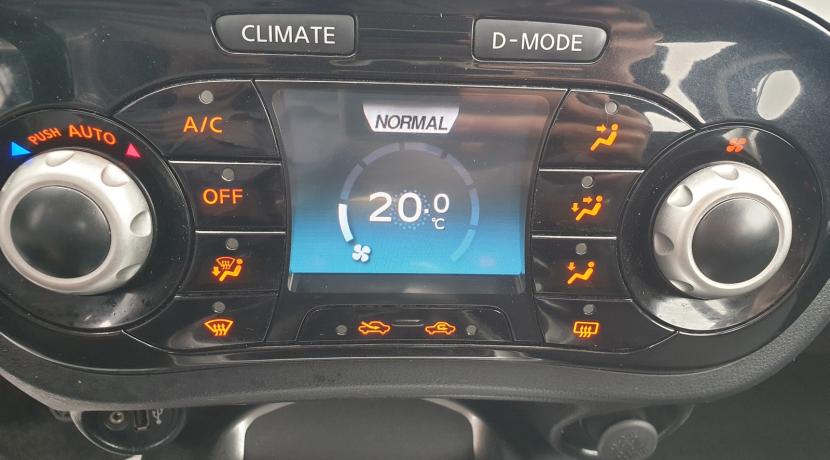 CLIMATE
D-MODE
PUSH AUTO
A/C
OFF
NORMAL
20.0
°C